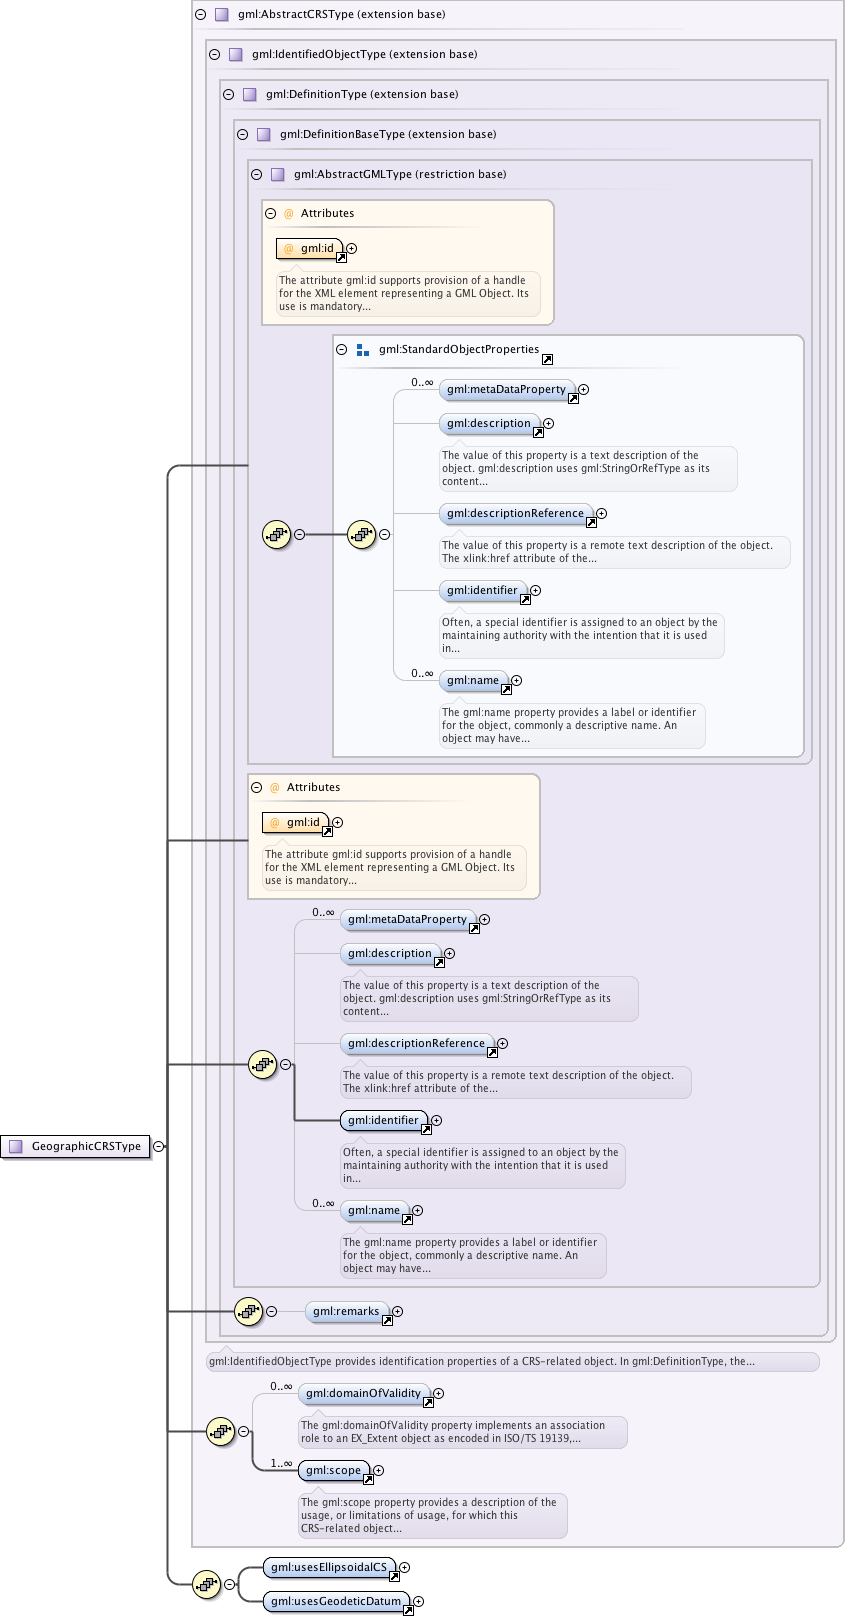 gml:AbstractCRSType (extension base)
gml:IdentifiedObjectType (extension base)
gml:DefinitionType (extension base)
gml:DefinitionBaseType (extension base)
gml:AbstractGMLType (restriction base)
@ Attributes
@ gml:id
The attribute gml:id supports provision of a handle
for the XML element representing a GML Object. Its
use is mandatory...
gml:StandardObjectProperties
0..∞
gml:metaDataProperty
gml:description
The value of this property is a text description of the
object. gml:description uses gml:StringOrRefType as its
content...
gml:descriptionReference
The value of this property is a remote text description of the object.
The xlink:href attribute of the...
gml:identifier
Often, a special identifier is assigned to an object by the
maintaining authority with the intention that it is used
in...
0..∞
gml:name
The gml:name property provides a label or identifier
for the object, commonly a descriptive name. An
object may have...
@ Attributes
@ gml:id
The attribute gml:id supports provision of a handle
for the XML element representing a GML Object. Its
use is mandatory...
0..∞
gml:metaDataProperty
gml:description
The value of this property is a text description of the
object. gml:description uses gml:StringOrRefType as its
content...
gml:descriptionReference
The value of this property is a remote text description of the object.
The xlink:href attribute of the...
gml:identifier
Often, a special identifier is assigned to an object by the
maintaining authority with the intention that it is used
in...
GeographicCRSType
0..∞
gml:name
The gml:name property provides a label or identifier
for the object, commonly a descriptive name. An
object may have...
gml:remarks
gml:IdentifiedObjectType provides identification properties of a CRS-related object. In gml:DefinitionType, the...
0..∞
gml:domainOfValidity
The gml:domainOfValidity property implements an association
role to an EX_Extent object as encoded in ISO/TS 19139,...
1..∞
gml:scope
The gml:scope property provides a description of the
usage, or limitations of usage, for which this
CRS-related object...
gml:usesEllipsoidalCS
gml:usesGeodeticDatum